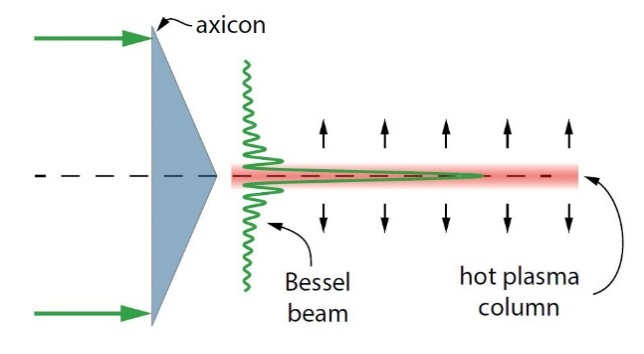 axicon
Bessel
beam
hot plasma
column